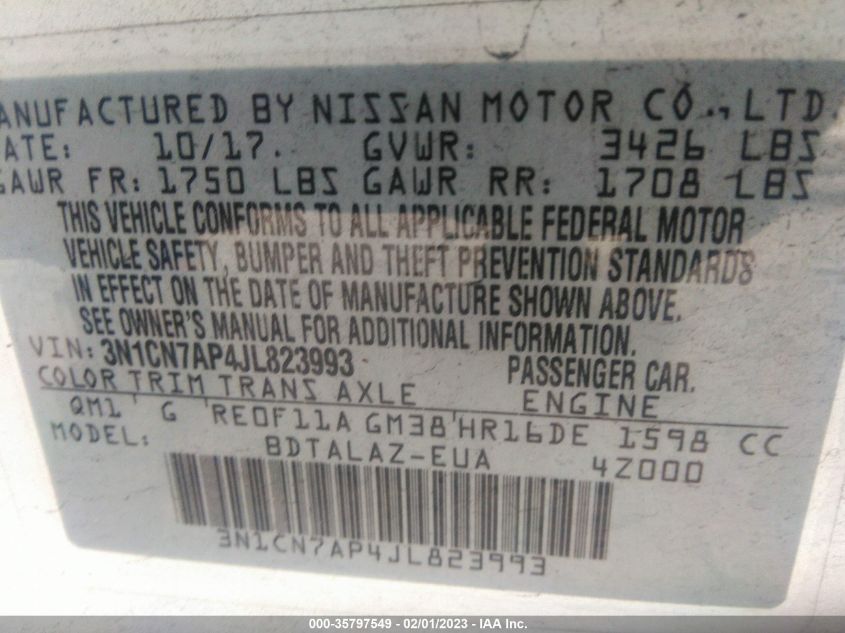 ANUFACTURED BY NISSAN MOTOR CO., LTD.
ATE: 10/17. GVWR: 3426 LBS
GAWR FR: 1750 LBS GAWR RR: 1708 LBS
THIS VEHICLE CONFORMS TO ALL APPLICABLE FEDERAL MOTOR
VEHICLE SAFETY, BUMPER AND THEFT PREVENTION STANDARDS
IN EFFECT ON THE DATE OF MANUFACTURE SHOWN ABOVE.
SEE OWNER'S MANUAL FOR ADDITIONAL INFORMATION.
VIN: 3N1CN7AP4JL823993 PASSENGER CAR.
COLOR TRIM TRANS AXLE ENGINE
QM1 G RE0F11A GM38 HR16DE 1598 CC
MODEL: BDTALAZ-EUA 4Z000
3N1CN7AP4JL823993
000-35797549 - 02/01/2023 - IAA Inc.